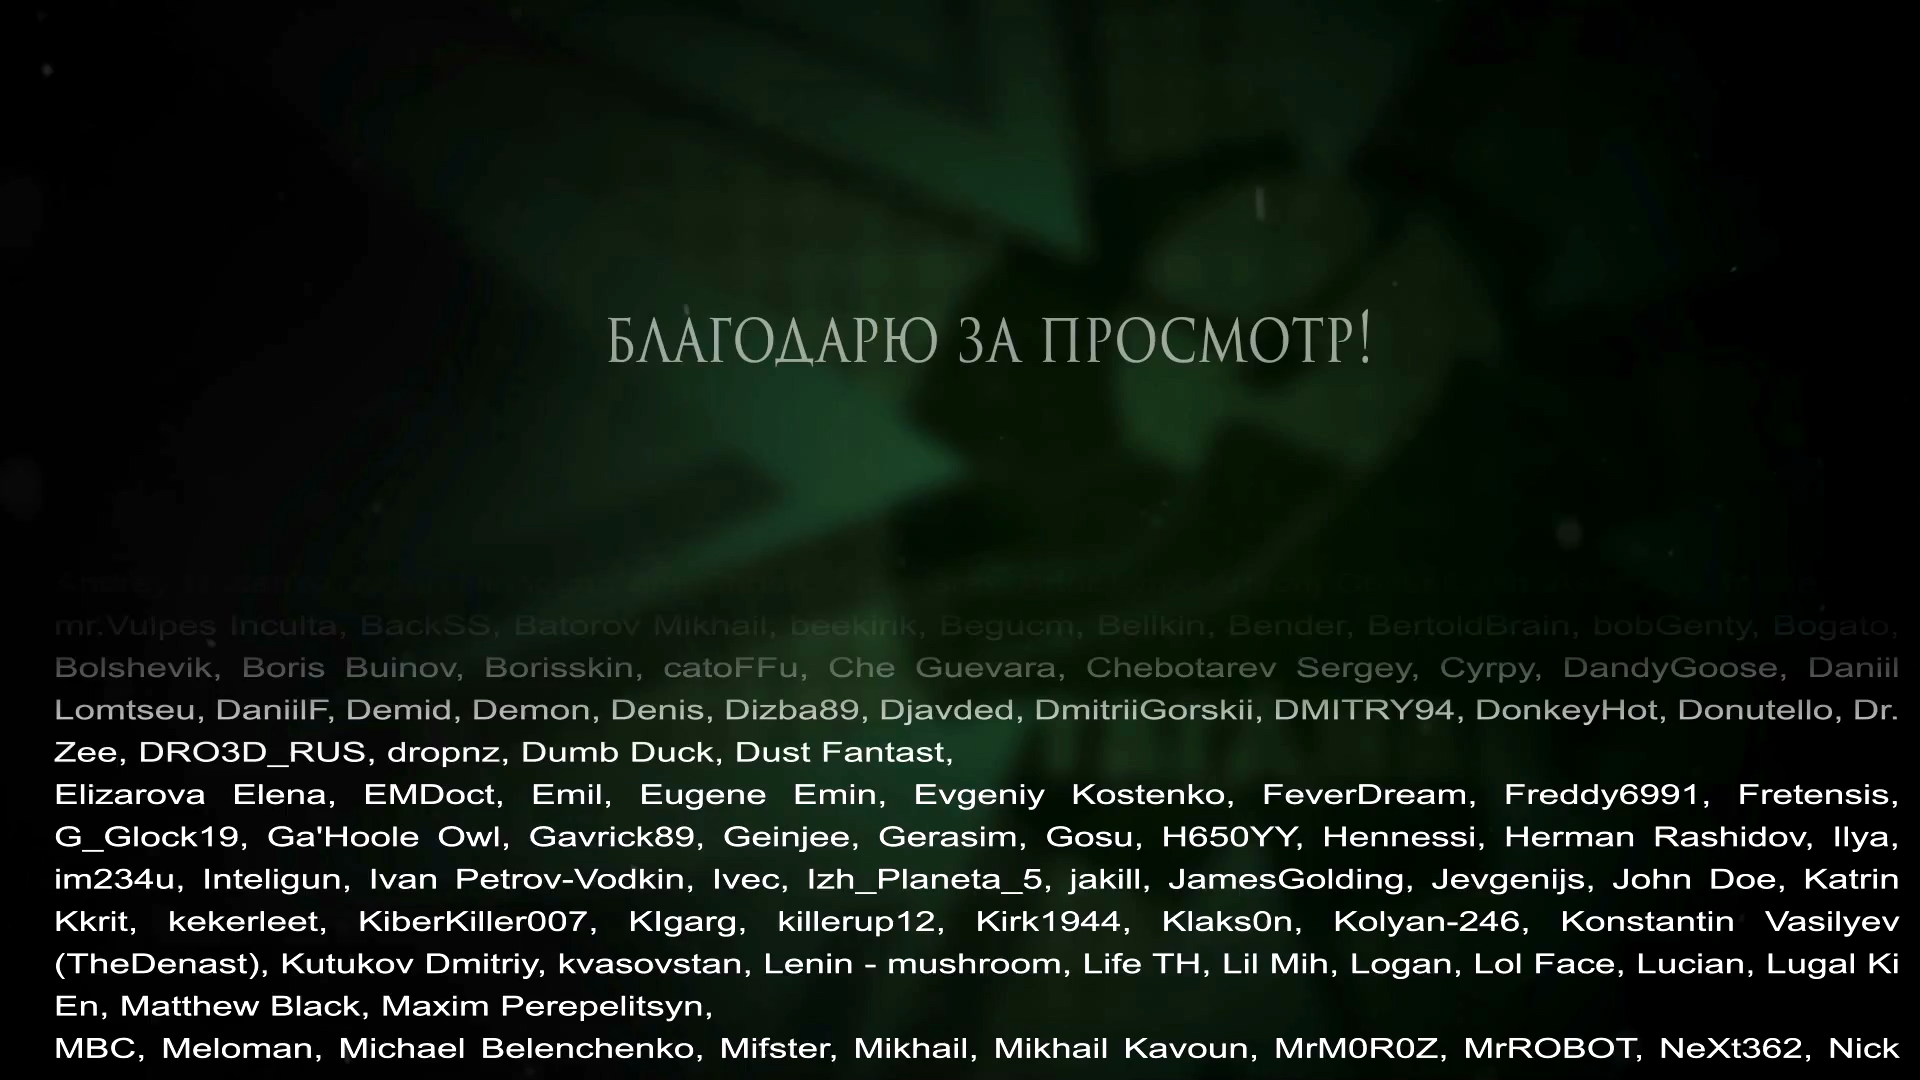 БЛАГОДАРЮ ЗА ПРОСМОТР!
mr.Vulpes Inculta, BackSS, Batorov Mikhail, beekirik, Begucm, Bellkin, Bender, BertoldBrain, bobGenty, Bogato,
Bolshevik, Boris Buinov, Borisskin, catoFFu, Che Guevara, Chebotarev Sergey, Cyrpy, DandyGoose, Daniil
Lomtseu, DaniilF, Demid, Demon, Denis, Dizba89, Djavded, DmitriiGorskii, DMITRY94, DonkeyHot, Donutello, Dr.
Zee, DRO3D_RUS, dropnz, Dumb Duck, Dust Fantast,
Elizarova Elena, EMDoct, Emil, Eugene Emin, Evgeniy Kostenko, FeverDream, Freddy6991, Fretensis,
G_Glock19, Ga'Hoole Owl, Gavrick89, Geinjee, Gerasim, Gosu, H650YY, Hennessi, Herman Rashidov, Ilya,
im234u, Inteligun, Ivan Petrov-Vodkin, Ivec, Izh_Planeta_5, jakill, JamesGolding, Jevgenijs, John Doe, Katrin
Kkrit, kekerleet, KiberKiller007, KIgarg, killerup12, Kirk1944, Klaks0n, Kolyan-246, Konstantin Vasilyev
(TheDenast), Kutukov Dmitriy, kvasovstan, Lenin - mushroom, Life TH, Lil Mih, Logan, Lol Face, Lucian, Lugal Ki
En, Matthew Black, Maxim Perepelitsyn,
MBC, Meloman, Michael Belenchenko, Mifster, Mikhail, Mikhail Kavoun, MrM0R0Z, MrROBOT, NeXt362, Nick